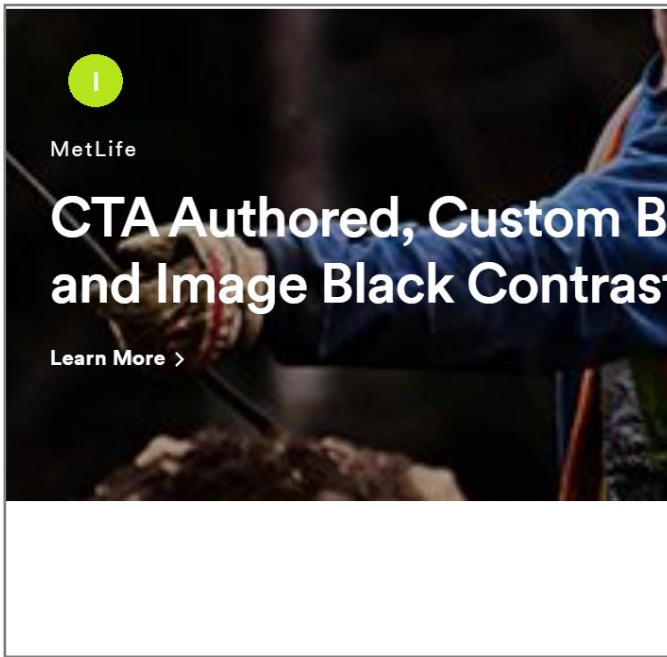 I
MetLife
CTA Authored, Custom B
and Image Black Contrast
Learn More >